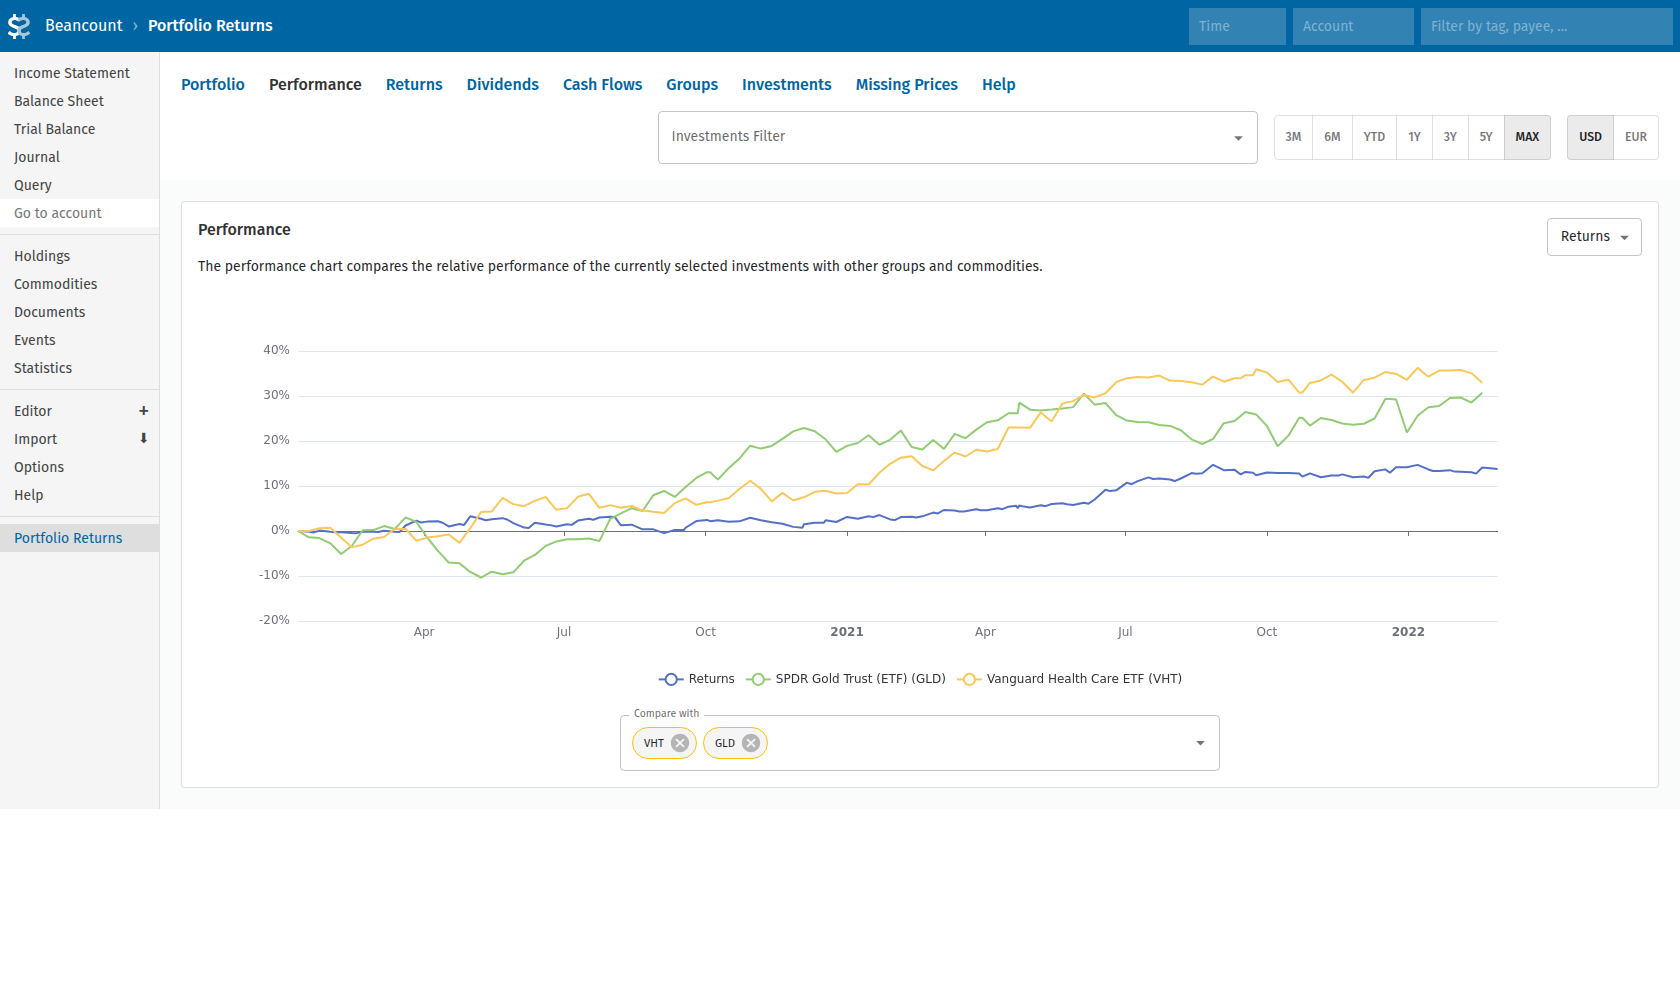 Beancount › Portfolio Returns
Time
Account
Filter by tag, payee, ...
Income Statement
Balance Sheet
Trial Balance
Journal
Query
Go to account
Holdings
Commodities
Documents
Events
Statistics
Editor +
Import
Options
Help
Portfolio Returns
Portfolio Performance Returns Dividends Cash Flows Groups Investments Missing Prices Help
Investments Filter
3M 6M YTD 1Y 3Y 5Y MAX
USD EUR
Performance
Returns
The performance chart compares the relative performance of the currently selected investments with other groups and commodities.
40%
30%
20%
10%
0%
-10%
-20%
Apr Jul Oct 2021 Apr Jul Oct 2022
Returns SPDR Gold Trust (ETF) (GLD) Vanguard Health Care ETF (VHT)
Compare with
VHT GLD